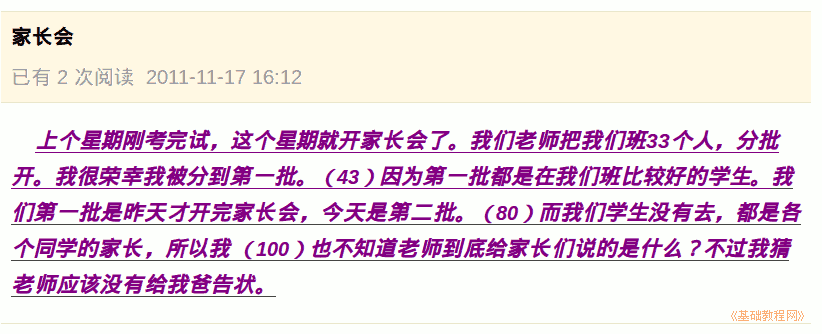 家长会
已有 2 次阅读 2011-11-17 16:12
上个星期刚考完试，这个星期就开家长会了。我们老师把我们班33个人，分批
开。我很荣幸我被分到第一批。（43）因为第一批都是在我们班比较好的学生。我
们第一批是昨天才开完家长会，今天是第二批。（80）而我们学生没有去，都是各
个同学的家长，所以我 （100）也不知道老师到底给家长们说的是什么？不过我猜
老师应该没有给我爸告状。
《基础教程网》